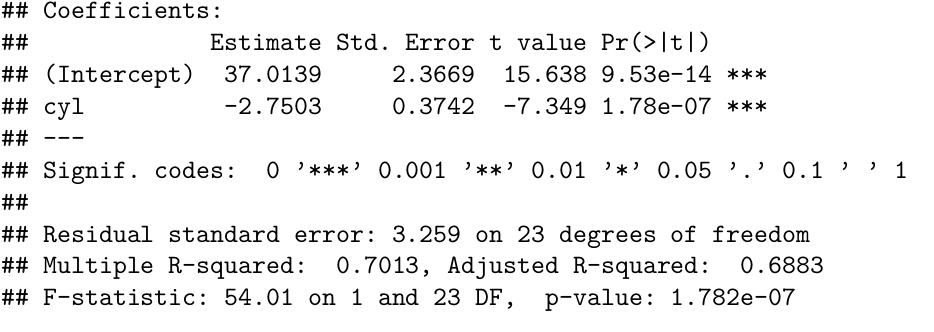 ## Coefficients:
##             Estimate Std. Error t value Pr(>|t|)
## (Intercept)  37.0139     2.3669  15.638 9.53e-14 ***
## cyl          -2.7503     0.3742  -7.349 1.78e-07 ***
## ---
## Signif. codes:  0 ’***’ 0.001 ’**’ 0.01 ’*’ 0.05 ’.’ 0.1 ’ ’ 1
##
## Residual standard error: 3.259 on 23 degrees of freedom
## Multiple R-squared:  0.7013, Adjusted R-squared:  0.6883
## F-statistic: 54.01 on 1 and 23 DF,  p-value: 1.782e-07